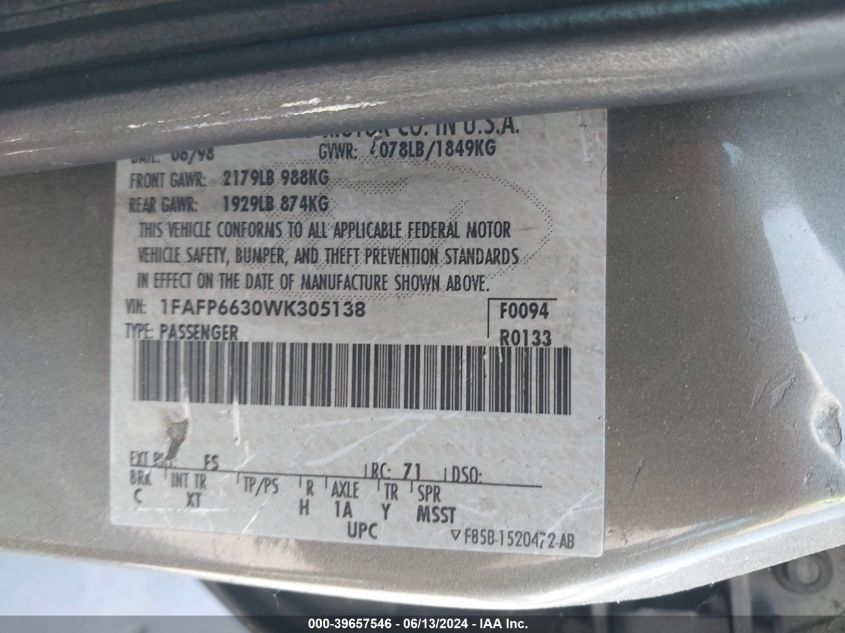 MOTOR CO. IN U.S.A.
DATE: 06/98 GVWR: 4078LB/1849KG
FRONT GAWR: 2179LB 988KG
REAR GAWR: 1929LB 874KG
THIS VEHICLE CONFORMS TO ALL APPLICABLE FEDERAL MOTOR
VEHICLE SAFETY, BUMPER, AND THEFT PREVENTION STANDARDS
IN EFFECT ON THE DATE OF MANUFACTURE SHOWN ABOVE.
VIN: 1FAFP6630WK305138 F0094
TYPE: PASSENGER R0133
EXT FS RC: 71 DSO:
BRK INT TR TP/PS R AXLE TR SPR
C XT H 1A Y MSST
UPC F85B-1520472-AB
000-39657546 / 06/13/2024 / IAA Inc.